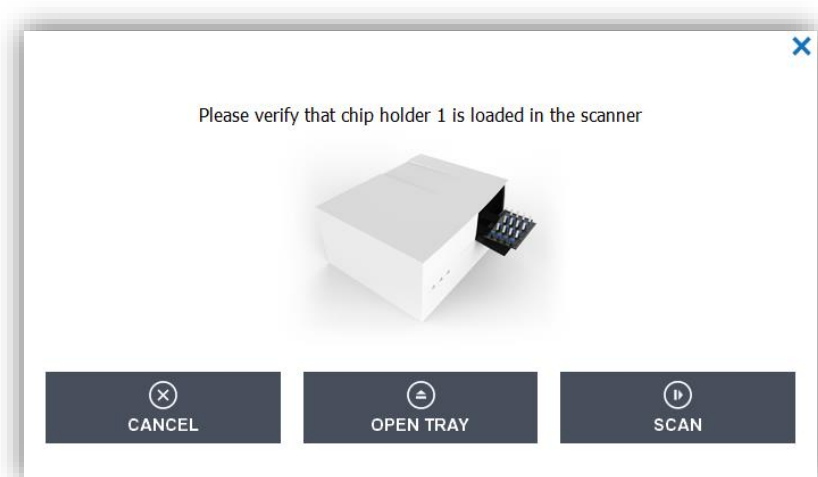 Please verify that chip holder 1 is loaded in the scanner
CANCEL
OPEN TRAY
SCAN